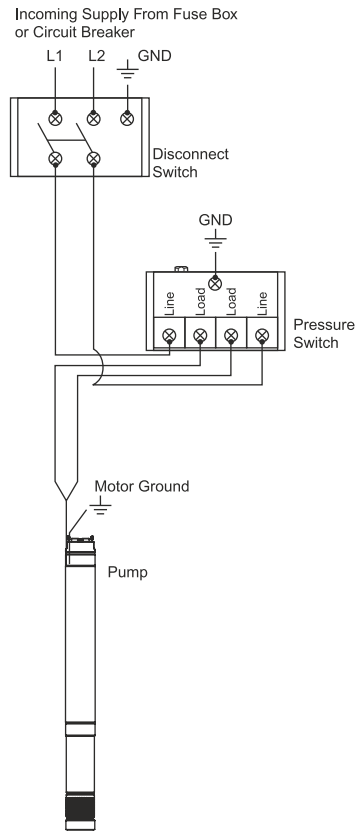 Incoming Supply From Fuse Box
or Circuit Breaker
L1 L2 GND
Disconnect
Switch
GND
Line Load Load Line
Pressure
Switch
Motor Ground
Pump